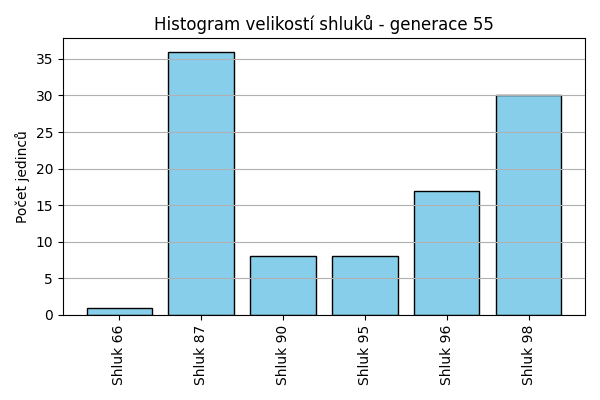 Histogram velikostí shluků - generace 55
Počet jedinců
35
30
25
20
15
10
5
0
Shluk 66
Shluk 87
Shluk 90
Shluk 95
Shluk 96
Shluk 98